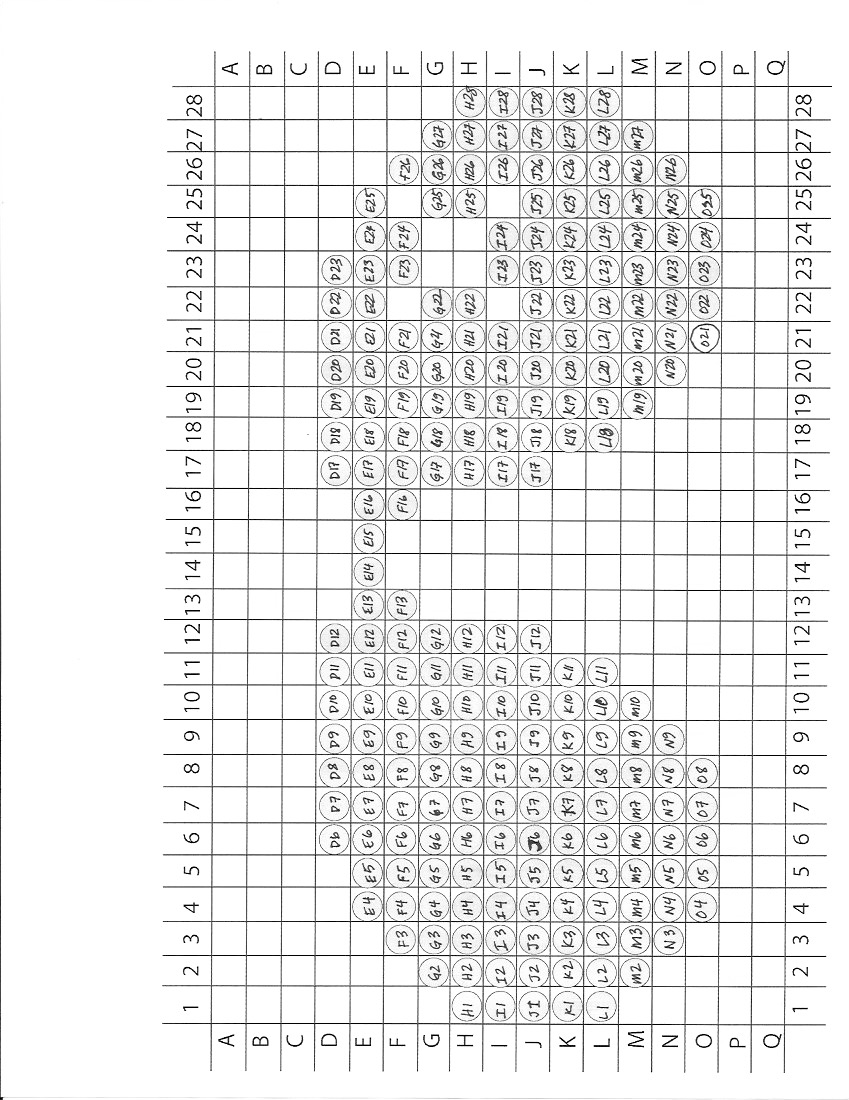 1 2 3 4 5 6 7 8 9 10 11 12 13 14 15 16 17 18 19 20 21 22 23 24 25 26 27 28
A A
B B
C C
D D6 D7 D8 D9 D10 D11 D12 D17 D18 D19 D20 D21 D22 D23 D
E E4 E5 E6 E7 E8 E9 E10 E11 E12 E13 E14 E15 E16 E17 E18 E19 E20 E21 E22 E23 E24 E25 E
F F3 F4 F5 F6 F7 F8 F9 F10 F11 F12 F13 F16 F17 F18 F19 F20 F21 F23 F24 F26 F
G G2 G3 G4 G5 G6 G7 G8 G9 G10 G11 G12 G17 G18 G19 G20 G21 G22 G25 G26 G27 G
H H1 H2 H3 H4 H5 H6 H7 H8 H9 H10 H11 H12 H17 H18 H19 H20 H21 H22 H25 H26 H27 H28 H
I I1 I2 I3 I4 I5 I6 I7 I8 I9 I10 I11 I12 I17 I18 I19 I20 I21 I23 I24 I26 I27 I28 I
J J1 J2 J3 J4 J5 J6 J7 J8 J9 J10 J11 J12 J17 J18 J19 J20 J21 J22 J23 J24 J25 J26 J27 J28 J
K K1 K2 K3 K4 K5 K6 K7 K8 K9 K10 K11 K18 K19 K20 K21 K22 K23 K24 K25 K26 K27 K28 K
L L1 L2 L3 L4 L5 L6 L7 L8 L9 L10 L11 L18 L19 L20 L21 L22 L23 L24 L25 L26 L27 L28 L
M m2 M3 m4 m5 m6 m7 m8 m9 m10 m19 m20 m21 m22 m23 m24 m25 m26 m27 M
N N3 N4 N5 N6 N7 N8 N9 N20 N21 N22 N23 N24 N25 N26 N
O O4 O5 O6 O7 O8 O21 O22 O23 O24 O25 O
P P
Q Q
1 2 3 4 5 6 7 8 9 10 11 12 13 14 15 16 17 18 19 20 21 22 23 24 25 26 27 28